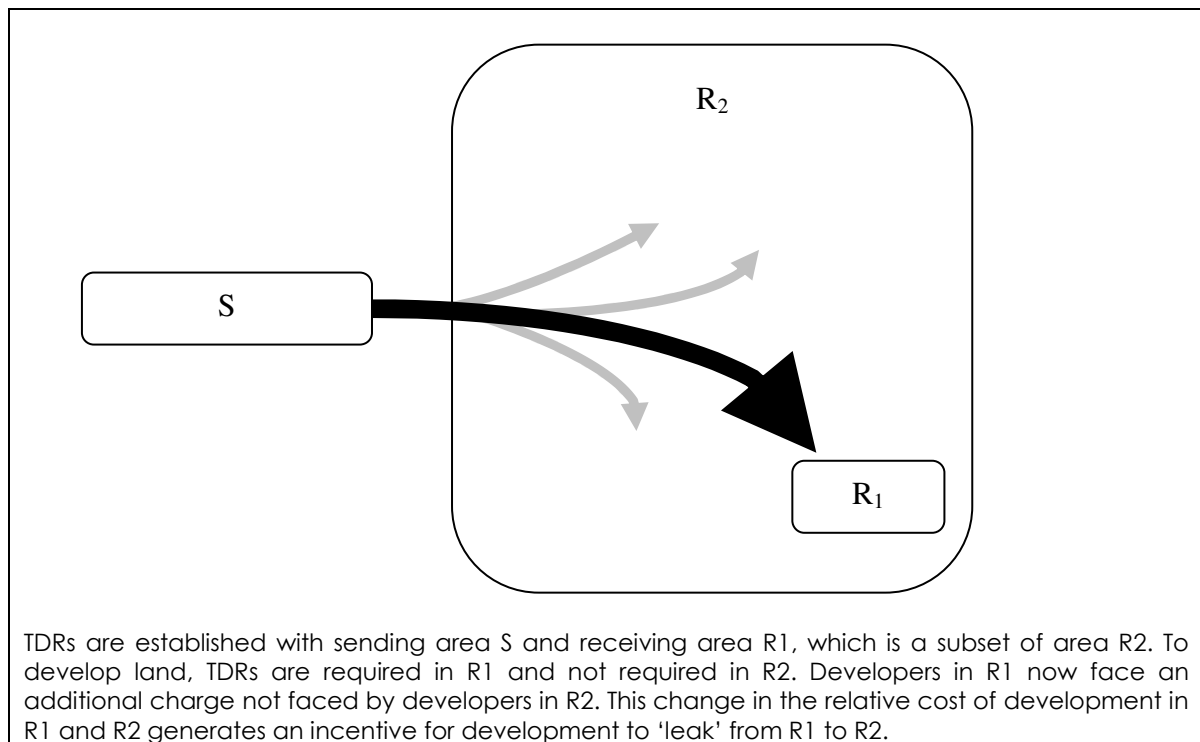 R₂
S
R₁
TDRs are established with sending area S and receiving area R1, which is a subset of area R2. To
develop land, TDRs are required in R1 and not required in R2. Developers in R1 now face an
additional charge not faced by developers in R2. This change in the relative cost of development in
R1 and R2 generates an incentive for development to ‘leak’ from R1 to R2.